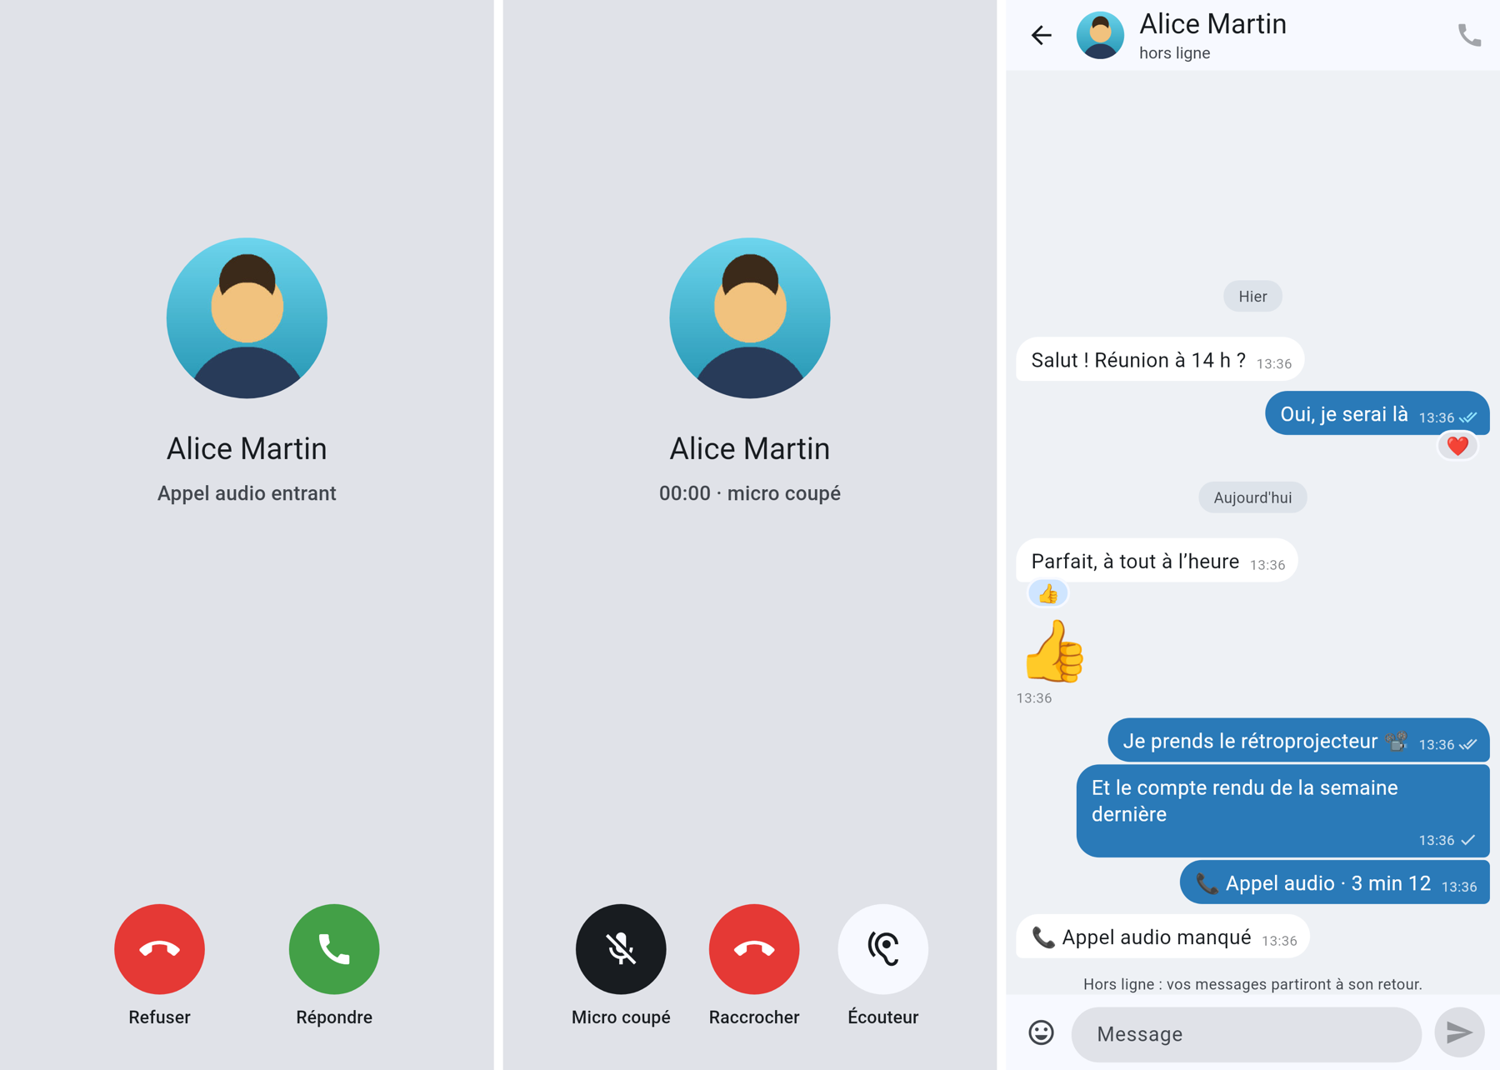 Alice Martin
Appel audio entrant
Refuser
Répondre
Alice Martin
00:00 · micro coupé
Micro coupé
Raccrocher
Écouteur
Alice Martin
hors ligne
Hier
Salut ! Réunion à 14 h ? 13:36
Oui, je serai là 13:36
Aujourd'hui
Parfait, à tout à l’heure 13:36
13:36
Je prends le rétroprojecteur 13:36
Et le compte rendu de la semaine
dernière
13:36
Appel audio · 3 min 12 13:36
Appel audio manqué 13:36
Hors ligne : vos messages partiront à son retour.
Message